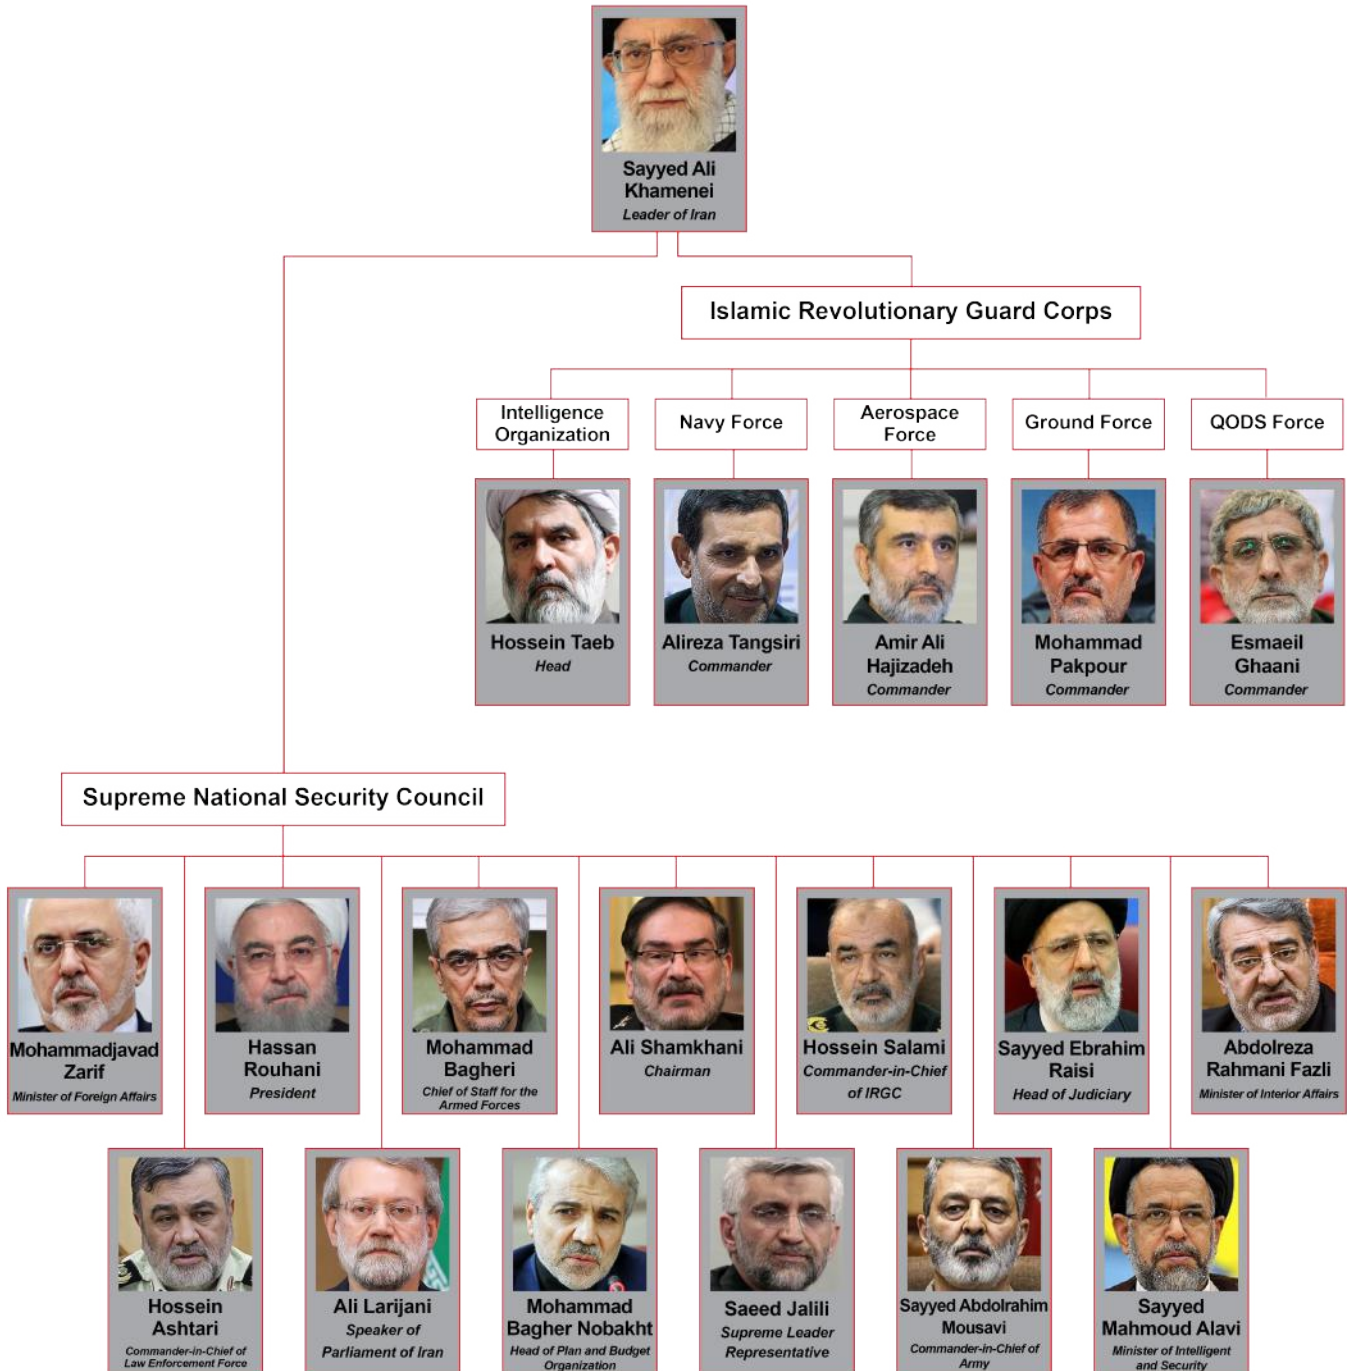 Sayyed Ali
Khamenei
Leader of Iran
Islamic Revolutionary Guard Corps
Intelligence
Organization
Navy Force
Aerospace
Force
Ground Force
QODS Force
Hossein Taeb
Head
Alireza Tangsiri
Commander
Amir Ali
Hajizadeh
Commander
Mohammad
Pakpour
Commander
Esmaeil
Ghaani
Commander
Supreme National Security Council
Mohammadjavad
Zarif
Minister of Foreign Affairs
Hassan
Rouhani
President
Mohammad
Bagheri
Chief of Staff for the
Armed Forces
Ali Shamkhani
Chairman
Hossein Salami
Commander-in-Chief
of IRGC
Sayyed Ebrahim
Raisi
Head of Judiciary
Abdolreza
Rahmani Fazli
Minister of Interior Affairs
Hossein
Ashtari
Commander-in-Chief of
Law Enforcement Force
Ali Larijani
Speaker of
Parliament of Iran
Mohammad
Bagher Nobakht
Head of Plan and Budget
Organization
Saeed Jalili
Supreme Leader
Representative
Sayyed Abdolrahim
Mousavi
Commander-in-Chief of
Army
Sayyed
Mahmoud Alavi
Minister of Intelligent
and Security